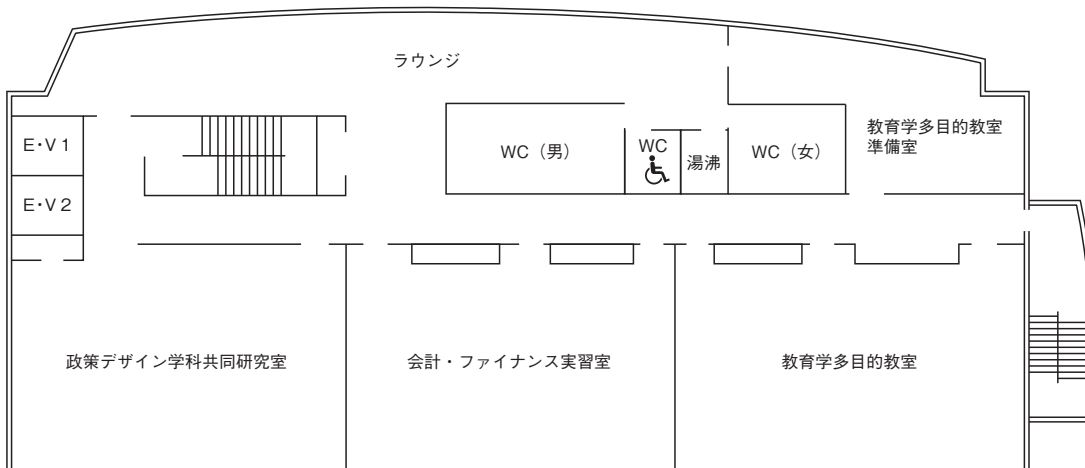 ラウンジ
教育学多目的教室
準備室
E・V 1
WC（男）
WC
湯沸
WC（女）
E・V 2
政策デザイン学科共同研究室
会計・ファイナンス実習室
教育学多目的教室